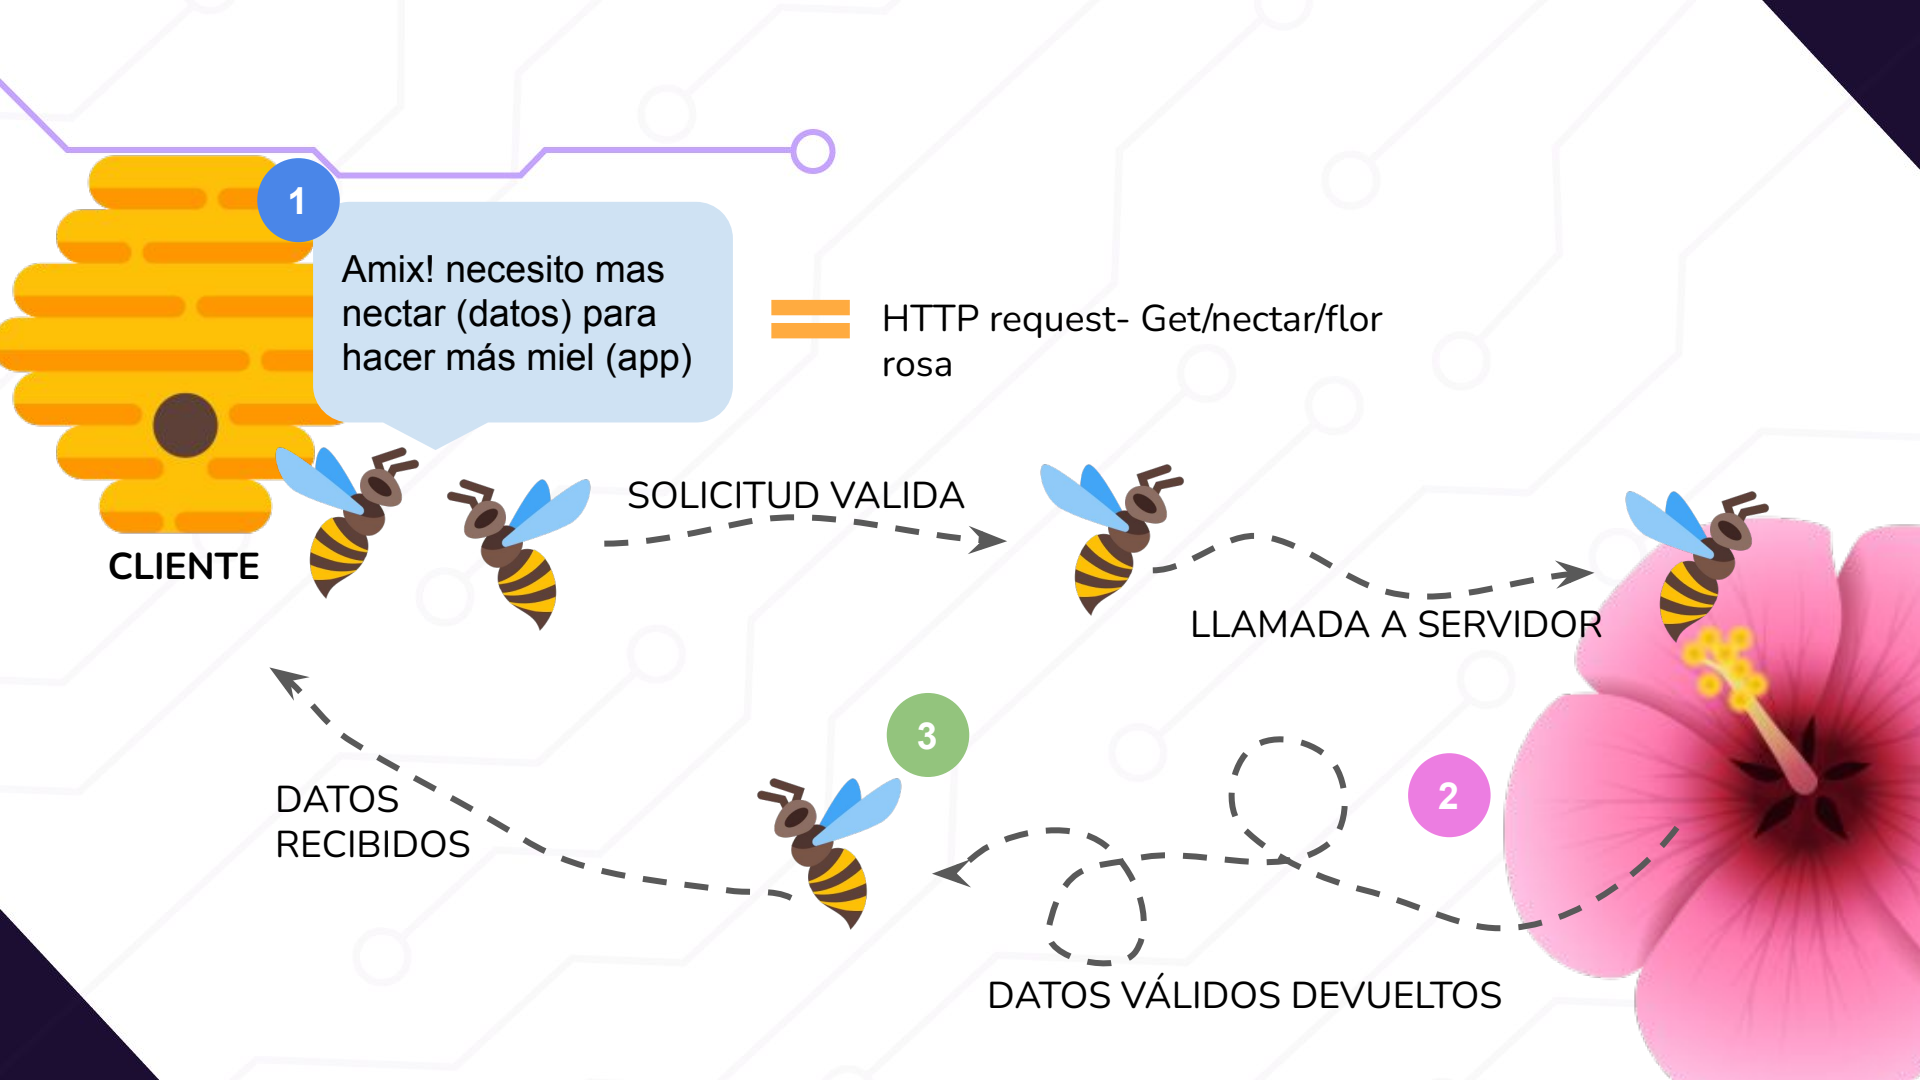 1
Amix! necesito mas
nectar (datos) para
hacer más miel (app)
HTTP request- Get/nectar/flor
rosa
SOLICITUD VALIDA
CLIENTE
LLAMADA A SERVIDOR
3
2
DATOS
RECIBIDOS
DATOS VÁLIDOS DEVUELTOS